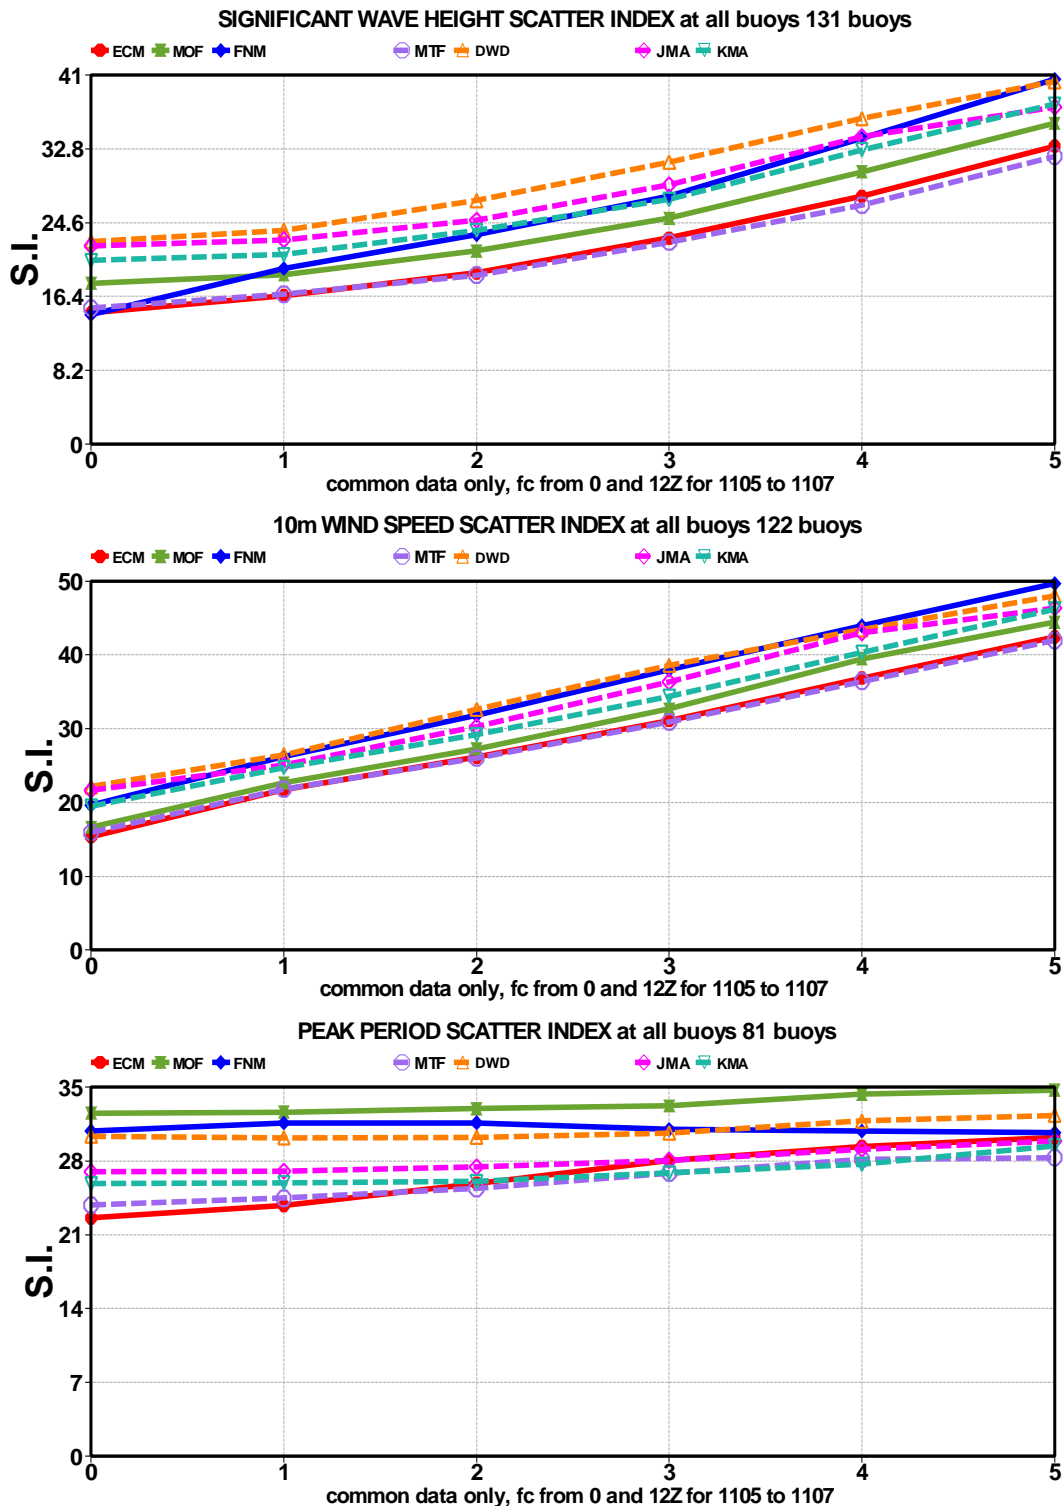 SIGNIFICANT WAVE HEIGHT SCATTER INDEX at all buoys 131 buoys
ECM MOF FNM MTF DWD JMA KMA
41
32.8
24.6
16.4
8.2
0
S.I.
0 1 2 3 4 5
common data only, fc from 0 and 12Z for 1105 to 1107
10m WIND SPEED SCATTER INDEX at all buoys 122 buoys
ECM MOF FNM MTF DWD JMA KMA
50
40
30
20
10
0
S.I.
0 1 2 3 4 5
common data only, fc from 0 and 12Z for 1105 to 1107
PEAK PERIOD SCATTER INDEX at all buoys 81 buoys
ECM MOF FNM MTF DWD JMA KMA
35
28
21
14
7
0
S.I.
0 1 2 3 4 5
common data only, fc from 0 and 12Z for 1105 to 1107